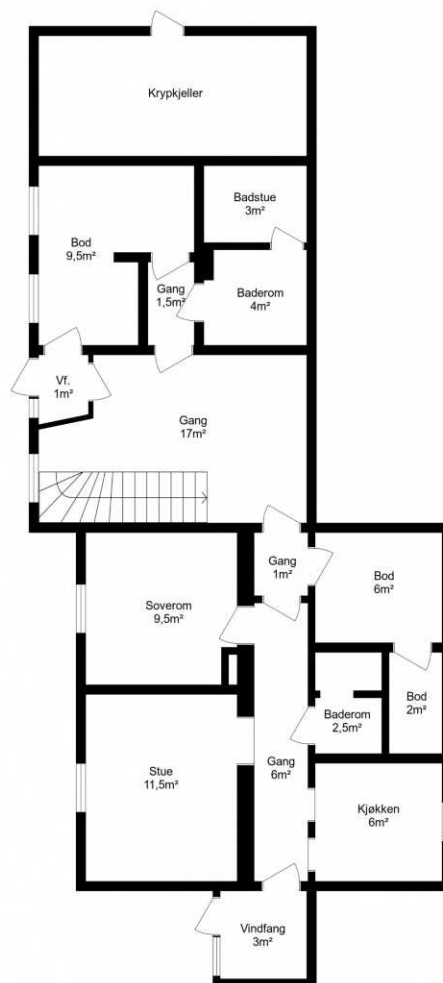 Krypkjeller
Badstue
3m²
Bod
9,5m²
Gang
1,5m²
Baderom
4m²
Vf.
1m²
Gang
17m²
Gang
1m²
Bod
6m²
Soverom
9,5m²
Bod
2m²
Baderom
2,5m²
Gang
6m²
Stue
11,5m²
Kjøkken
6m²
Vindfang
3m²